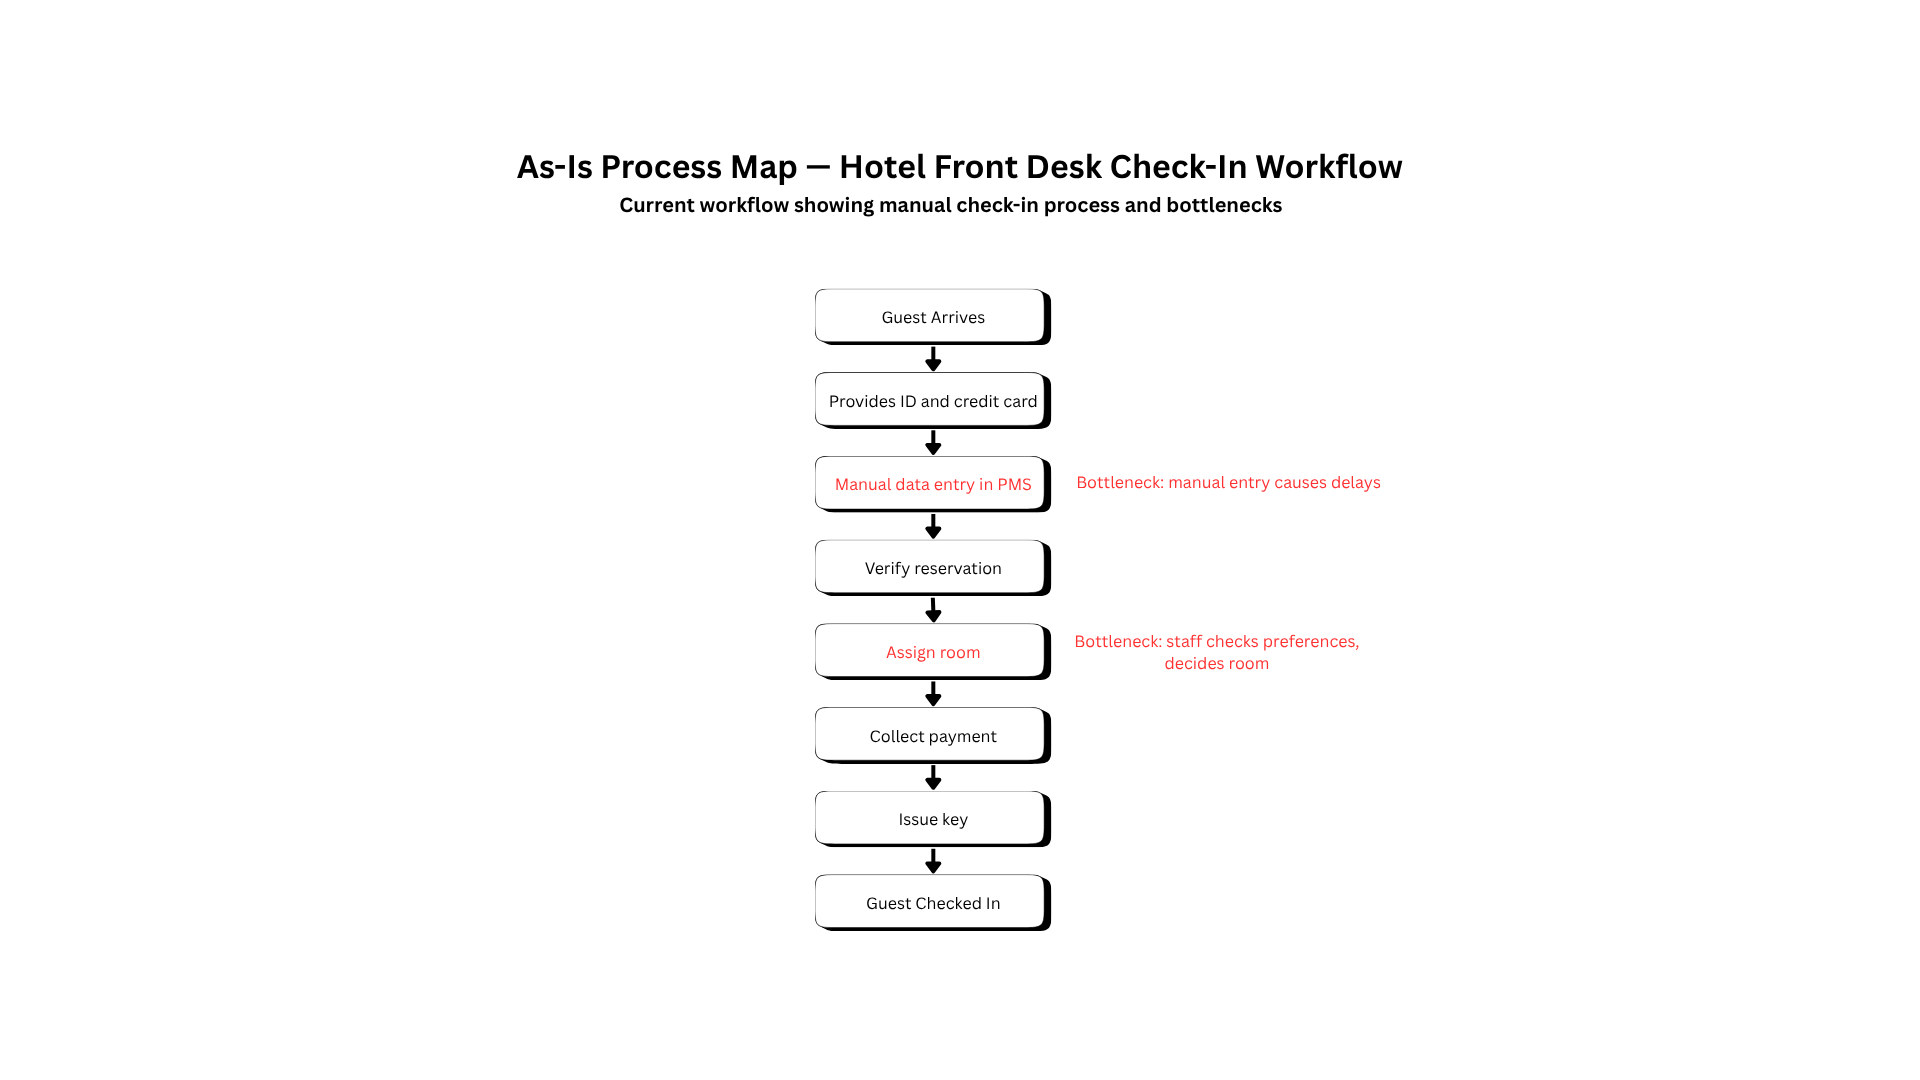 As-Is Process Map — Hotel Front Desk Check-In Workflow
Current workflow showing manual check-in process and bottlenecks
Guest Arrives
Provides ID and credit card
Manual data entry in PMS
Bottleneck: manual entry causes delays
Verify reservation
Assign room
Bottleneck: staff checks preferences,
decides room
Collect payment
Issue key
Guest Checked In